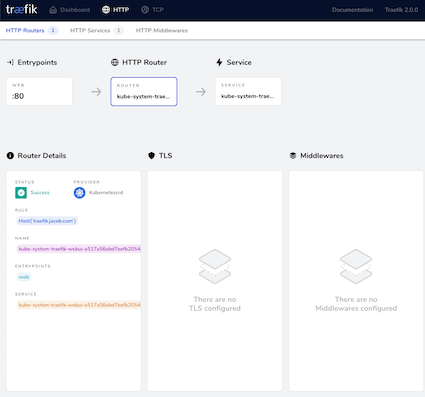 træfik Dashboard HTTP TCP Documentation Traefik 2.0.0
HTTP Routers 1 HTTP Services 1 HTTP Middlewares
Entrypoints HTTP Router Service
WEB ROUTER SERVICE
:80 kube-system-trae... kube-system-trae...
Router Details TLS Middlewares
STATUS PROVIDER
Success Kubernetescrd
RULE
Host(`traefik.jacob.com`)
NAME
kube-system-traefik-webui-e517a56ebd7aefb2054
ENTRYPOINTS
web
There are no There are no
TLS configured Middlewares configured
SERVICE
kube-system-traefik-webui-e517a56ebd7aefb2054